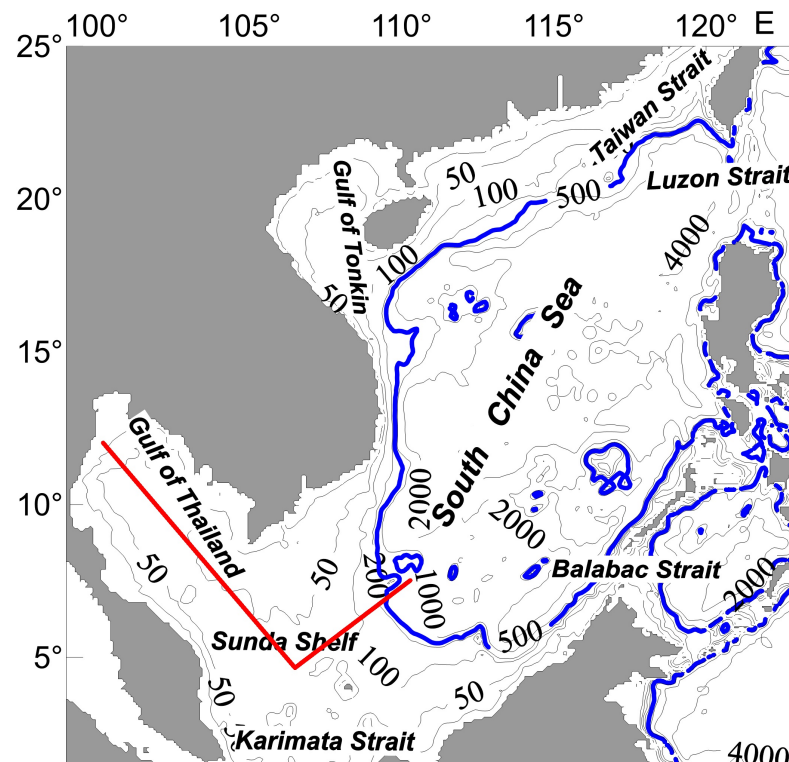 100° 105° 110° 115° 120° E
25°
Taiwan Strait
50
20°
100
500
Luzon Strait
Gulf of Tonkin
4000
100
50
South China Sea
15°
Gulf of Thailand
10°
2000
2000
50
50
200
1000
Balabac Strait
2000
Sunda Shelf
500
5°
100
50
50
Karimata Strait
4000